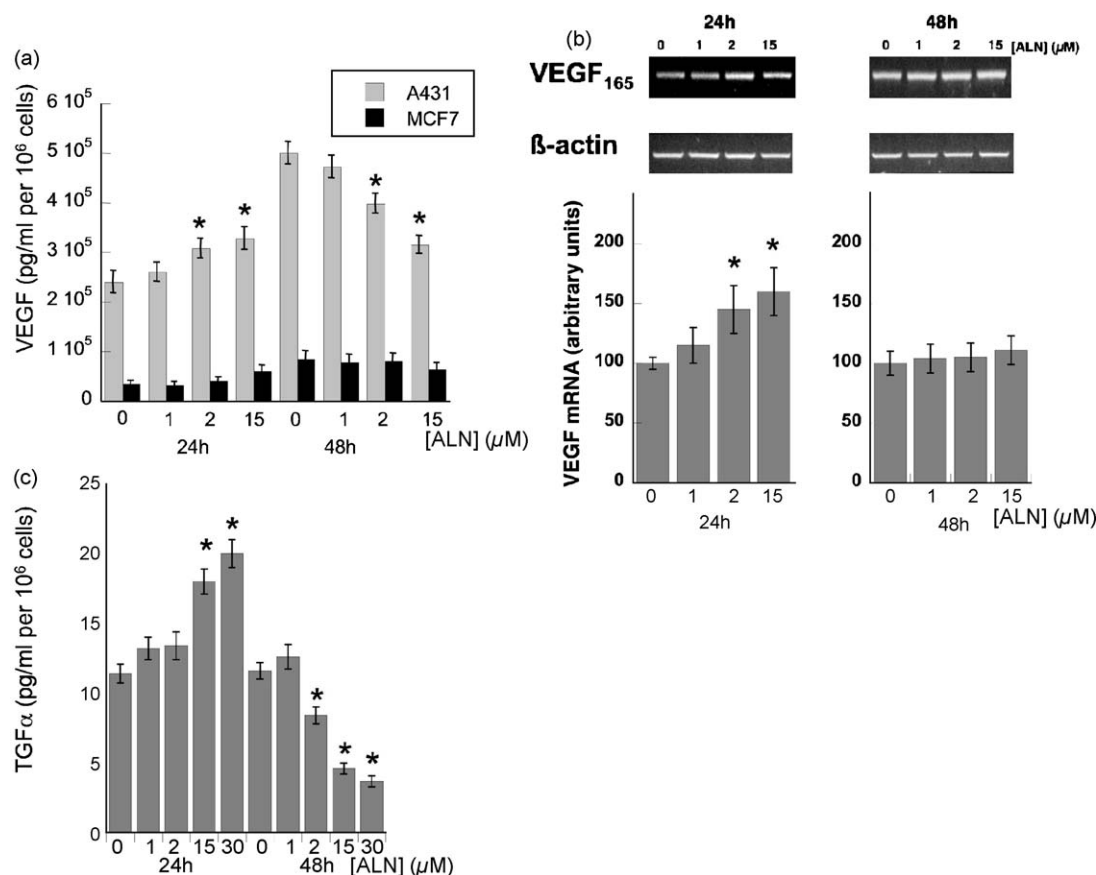 (a)
A431
MCF7
VEGF (pg/ml per 10⁶ cells)
6 10⁵
5 10⁵
4 10⁵
3 10⁵
2 10⁵
1 10⁵
0
* * * *
0 1 2 15 0 1 2 15
24h 48h [ALN] (µM)
(b)
24h 48h
0 1 2 15 0 1 2 15 [ALN] (µM)
VEGF₁₆₅
ß-actin
VEGF mRNA (arbitrary units)
200 200
150 150
100 100
50 50
0 0
* *
0 1 2 15 0 1 2 15
24h 48h [ALN] (µM)
(c)
TGFα (pg/ml per 10⁶ cells)
25
20
15
10
5
0
* * * * *
0 1 2 15 30 0 1 2 15 30
24h 48h [ALN] (µM)